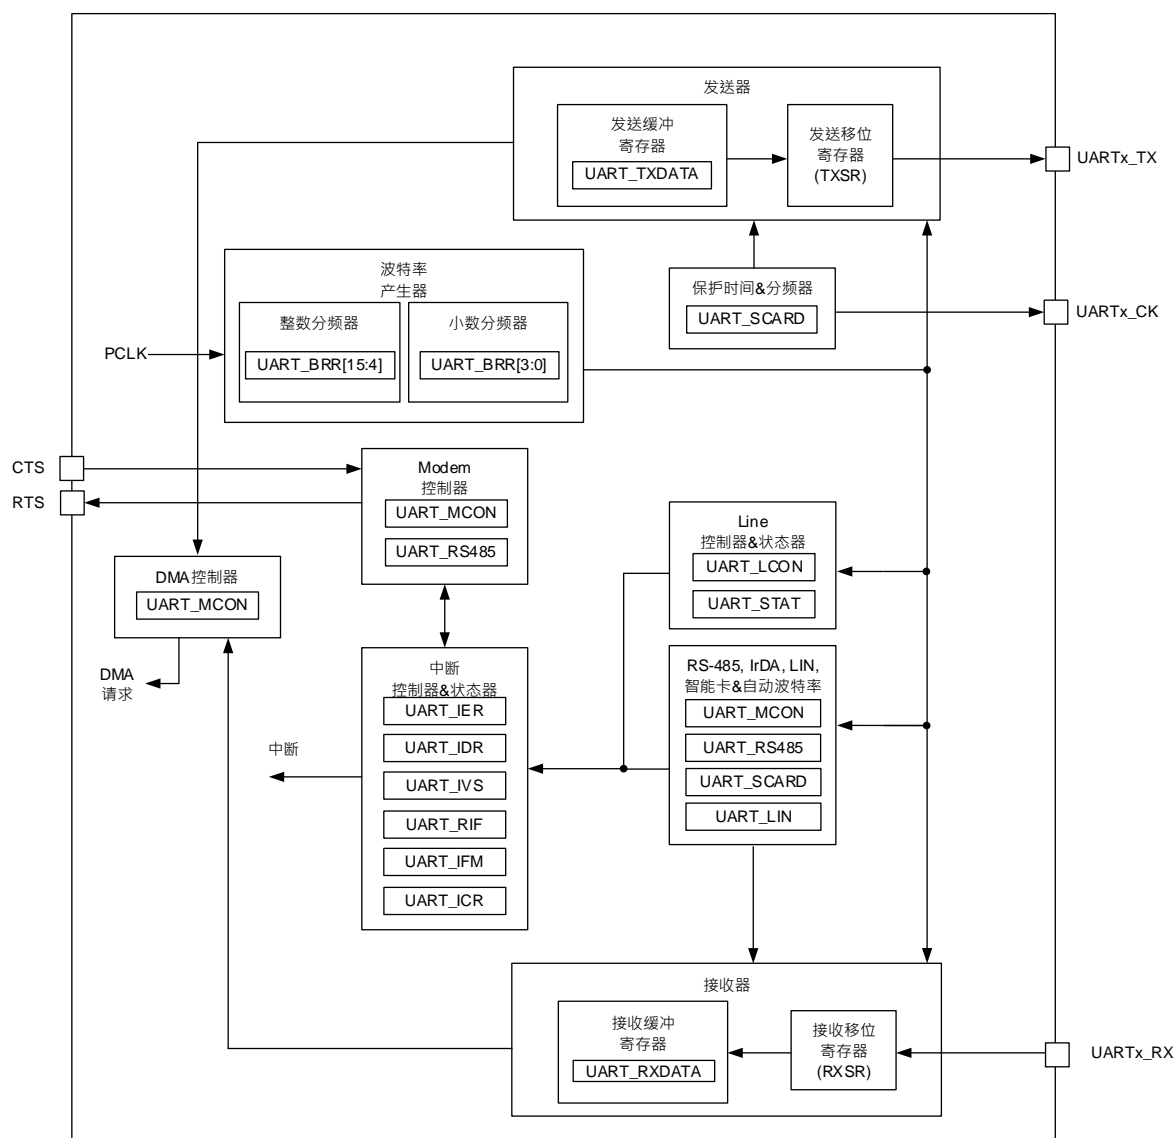 发送器
发送缓冲
寄存器
UART_TXDATA
发送移位
寄存器
(TXSR)
UARTx_TX
波特率
产生器
整数分频器
UART_BRR[15:4]
小数分频器
UART_BRR[3:0]
PCLK
保护时间&分频器
UART_SCARD
UARTx_CK
CTS
RTS
Modem
控制器
UART_MCON
UART_RS485
Line
控制器&状态器
UART_LCON
UART_STAT
DMA控制器
UART_MCON
DMA
请求
中断
控制器&状态器
UART_IER
UART_IDR
UART_IVS
UART_RIF
UART_IFM
UART_ICR
中断
RS-485, IrDA, LIN,
智能卡&自动波特率
UART_MCON
UART_RS485
UART_SCARD
UART_LIN
接收器
接收缓冲
寄存器
UART_RXDATA
接收移位
寄存器
(RXSR)
UARTx_RX